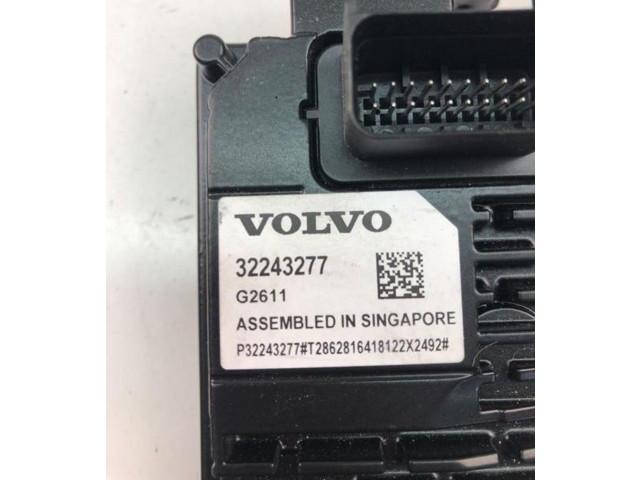 VOLVO
32243277
G2611
ASSEMBLED IN SINGAPORE
P32243277#T2862816418122X2492#